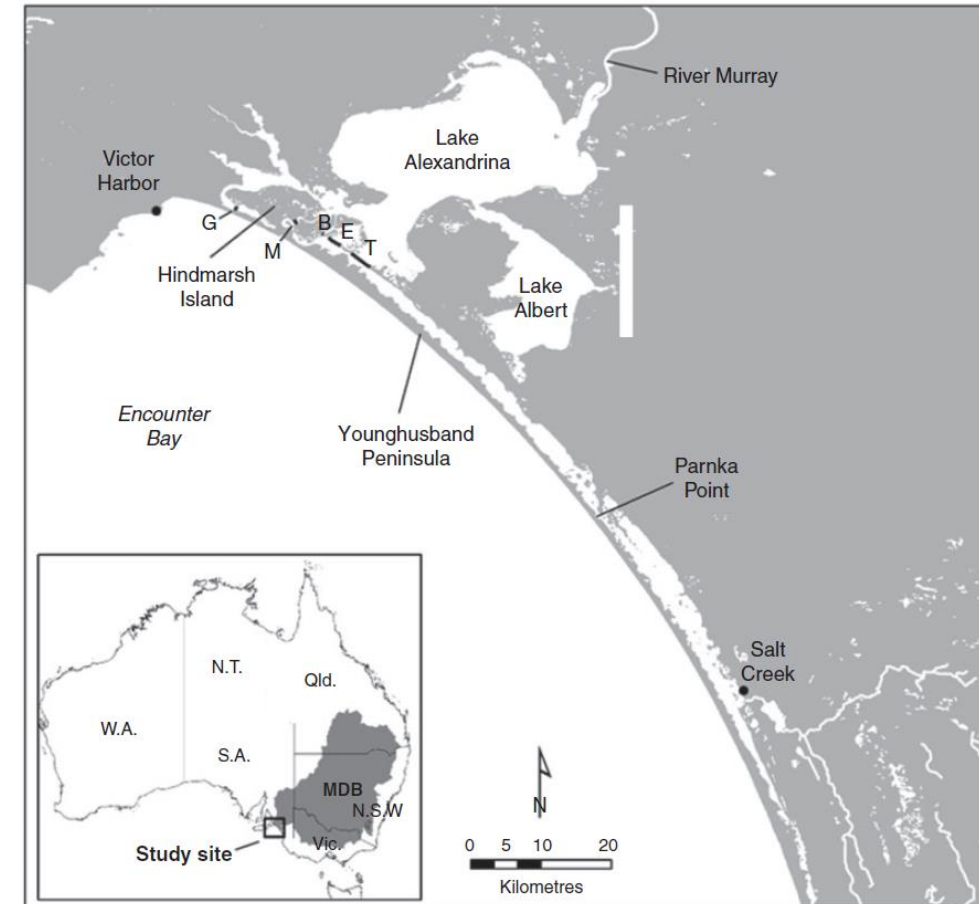 River Murray
Lake
Alexandrina
Victor
Harbor
G
M
B
E
T
Hindmarsh
Island
Lake
Albert
Encounter
Bay
Younghusband
Peninsula
Parnka
Point
Salt
Creek
N.T.
Qld.
W.A.
S.A.
MDB
N.S.W
Vic.
Study site
N
0 5 10 20
Kilometres